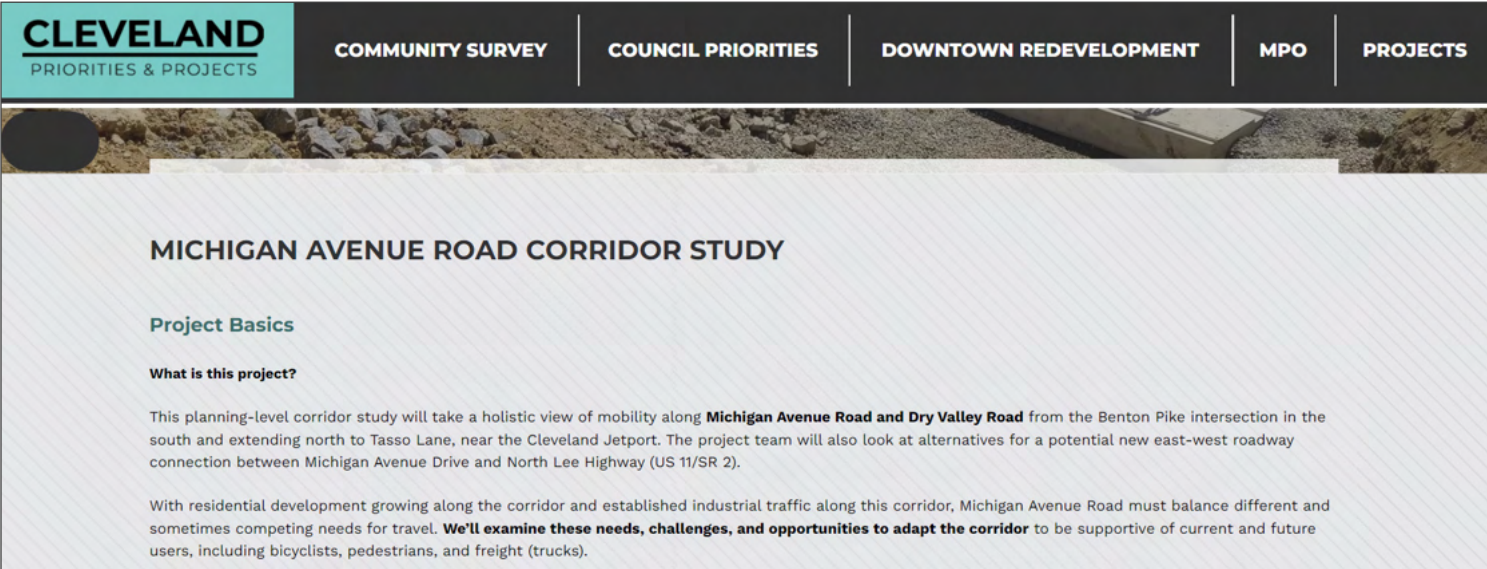 CLEVELAND
PRIORITIES & PROJECTS
COMMUNITY SURVEY
COUNCIL PRIORITIES
DOWNTOWN REDEVELOPMENT
MPO
PROJECTS
MICHIGAN AVENUE ROAD CORRIDOR STUDY
Project Basics
What is this project?
This planning-level corridor study will take a holistic view of mobility along Michigan Avenue Road and Dry Valley Road from the Benton Pike intersection in the
south and extending north to Tasso Lane, near the Cleveland Jetport. The project team will also look at alternatives for a potential new east-west roadway
connection between Michigan Avenue Drive and North Lee Highway (US 11/SR 2).
With residential development growing along the corridor and established industrial traffic along this corridor, Michigan Avenue Road must balance different and
sometimes competing needs for travel. We'll examine these needs, challenges, and opportunities to adapt the corridor to be supportive of current and future
users, including bicyclists, pedestrians, and freight (trucks).